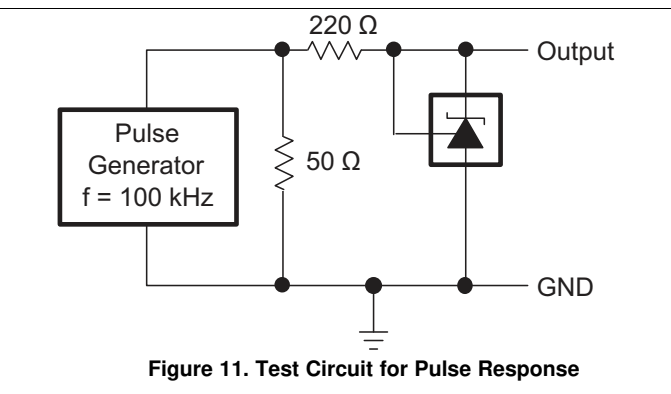 220 Ω
Output
Pulse
Generator
f = 100 kHz
50 Ω
GND
Figure 11. Test Circuit for Pulse Response